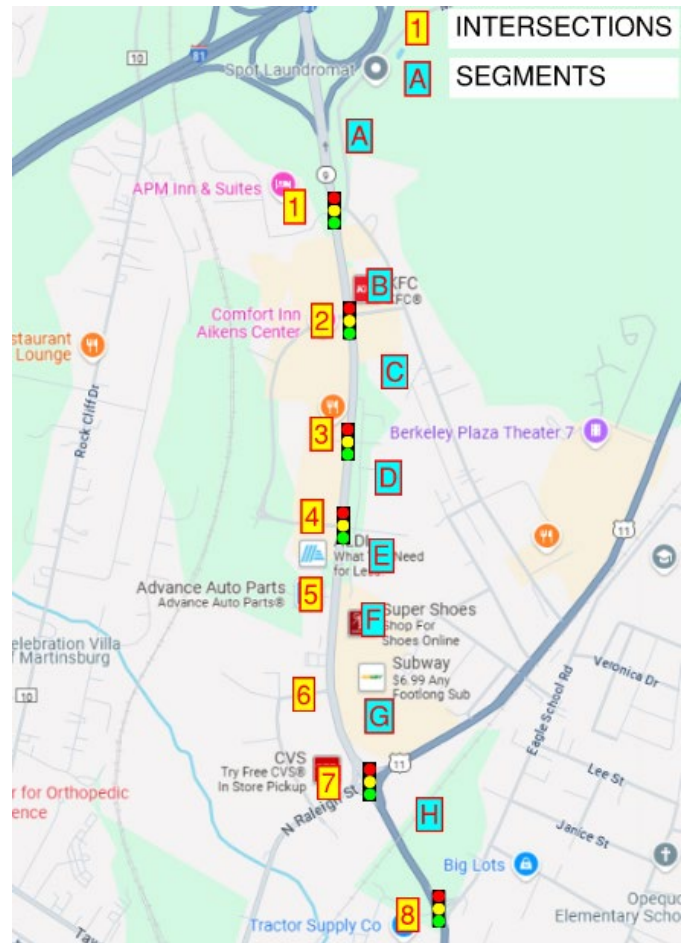 1 INTERSECTIONS
A SEGMENTS
10
81
Spot Laundromat
A
9
APM Inn & Suites
1
B
KFC
KFC®
Comfort Inn
Aikens Center
2
staurant
Lounge
C
3
Rock Cliff Dr
Berkeley Plaza Theater 7
D
4
11
ALDI
What You Need
for Less
E
Advance Auto Parts
Advance Auto Parts®
5
F
Super Shoes
Shop For
Shoes Online
elebration Villa
f Martinsburg
Subway
$6.99 Any
Footlong Sub
Veronica Dr
Eagle School Rd
10
6
G
CVS
Try Free CVS®
In Store Pickup
7
11
Lee St
r for Orthopedic
ence
N Raleigh St
H
Janice St
Big Lots
8
Tractor Supply Co
Opequo
Elementary Scho
Tav